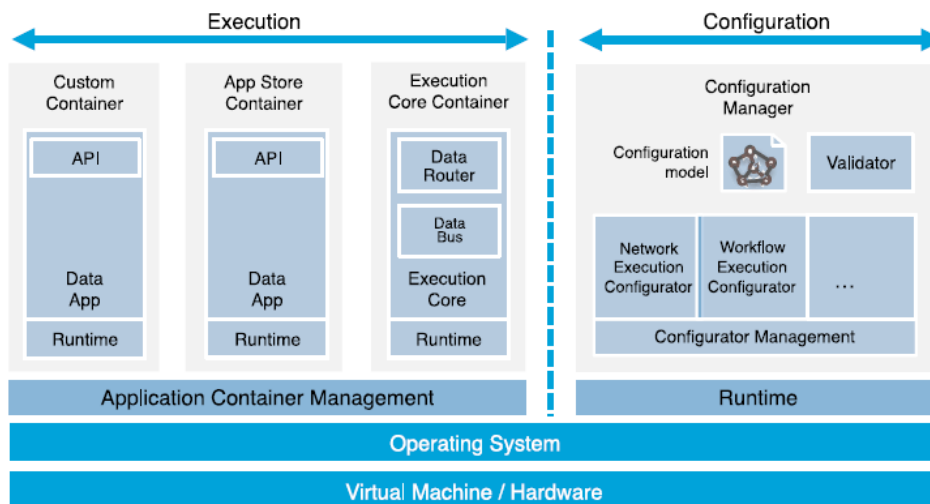 Execution
Configuration
Custom
Container
API
Data
App
Runtime
App Store
Container
API
Data
App
Runtime
Execution
Core Container
Data
Router
Data
Bus
Execution
Core
Runtime
Application Container Management
Configuration
Manager
Configuration
model
Validator
Network
Execution
Configurator
Workflow
Execution
Configurator
...
Configurator Management
Runtime
Operating System
Virtual Machine / Hardware